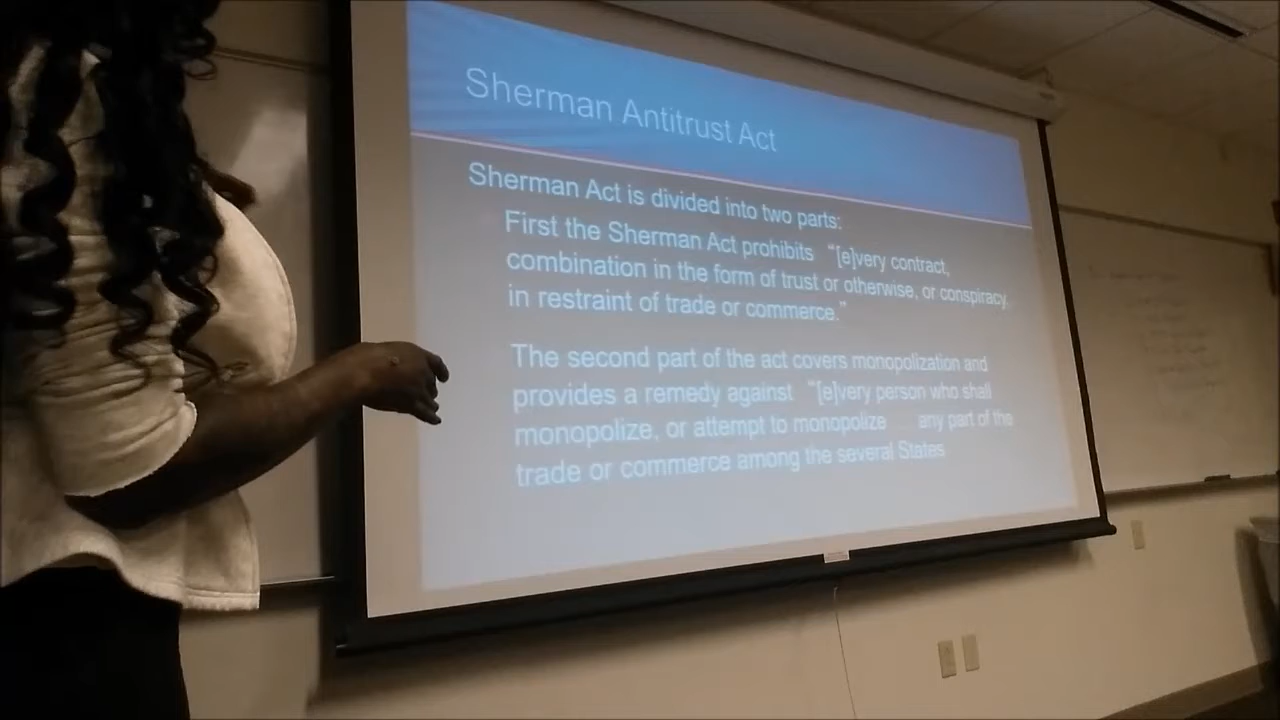 Sherman Antitrust Act
Sherman Act is divided into two parts:
First the Sherman Act prohibits "[e]very contract,
combination in the form of trust or otherwise, or conspiracy,
in restraint of trade or commerce."
The second part of the act covers monopolization and
provides a remedy against "[e]very person who shall
monopolize, or attempt to monopolize ... any part of the
trade or commerce among the several States